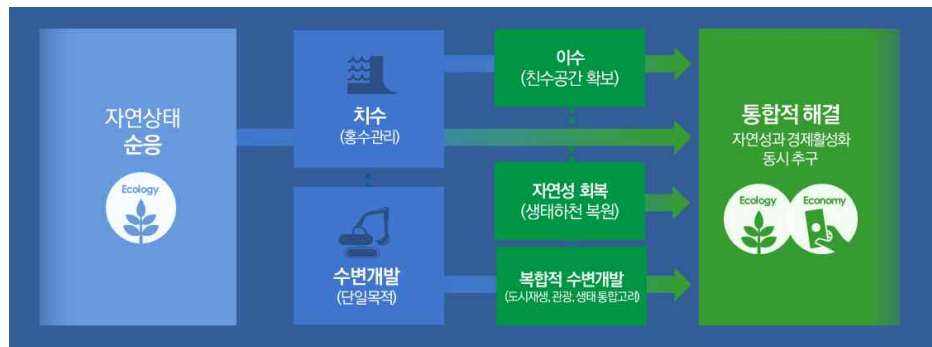 자연상태
순응
Ecology
치수
(홍수관리)
수변개발
(단일목적)
이수
(친수공간 확보)
자연성 회복
(생태하천 복원)
복합적 수변개발
(도시재생, 관광, 생태 통합고려)
통합적 해결
자연성과 경제활성화
동시 추구
Ecology
Economy